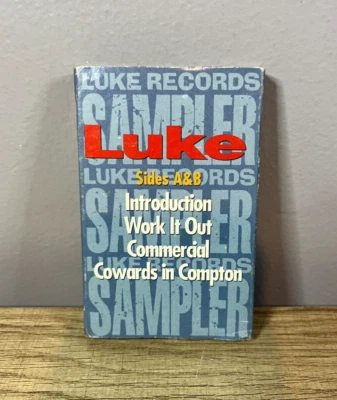 LUKE RECORDS
SAMPLER
Luke
LUKE RECORDS
Sides A&B
Introduction
SAMPLER
Work It Out
Commercial
LUKE RECORDS
Cowards in Compton
SAMPLER